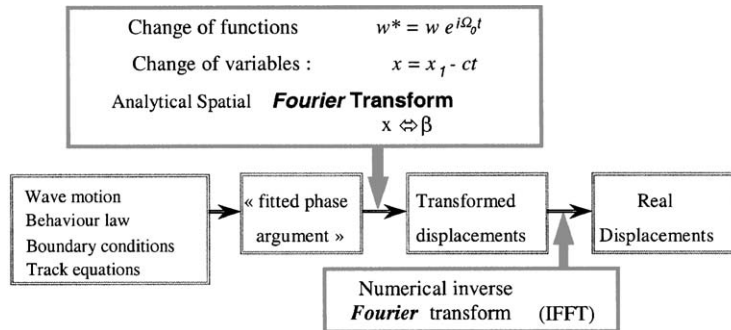 Change of functions w* = w e^{iΩ₀t}
Change of variables : x = x₁ - ct
Analytical Spatial Fourier Transform
x ⇔ β
Wave motion
Behaviour law
Boundary conditions
Track equations
« fitted phase
argument »
Transformed
displacements
Real
Displacements
Numerical inverse
Fourier transform (IFFT)